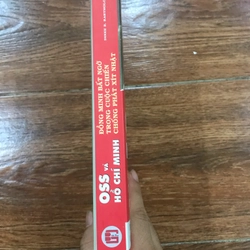 ĐỒNG MINH BẤT NGỜ
TRONG CUỘC CHIẾN
CHỐNG PHÁT XÍT NHẬT
OSS và
HỒ CHÍ MINH